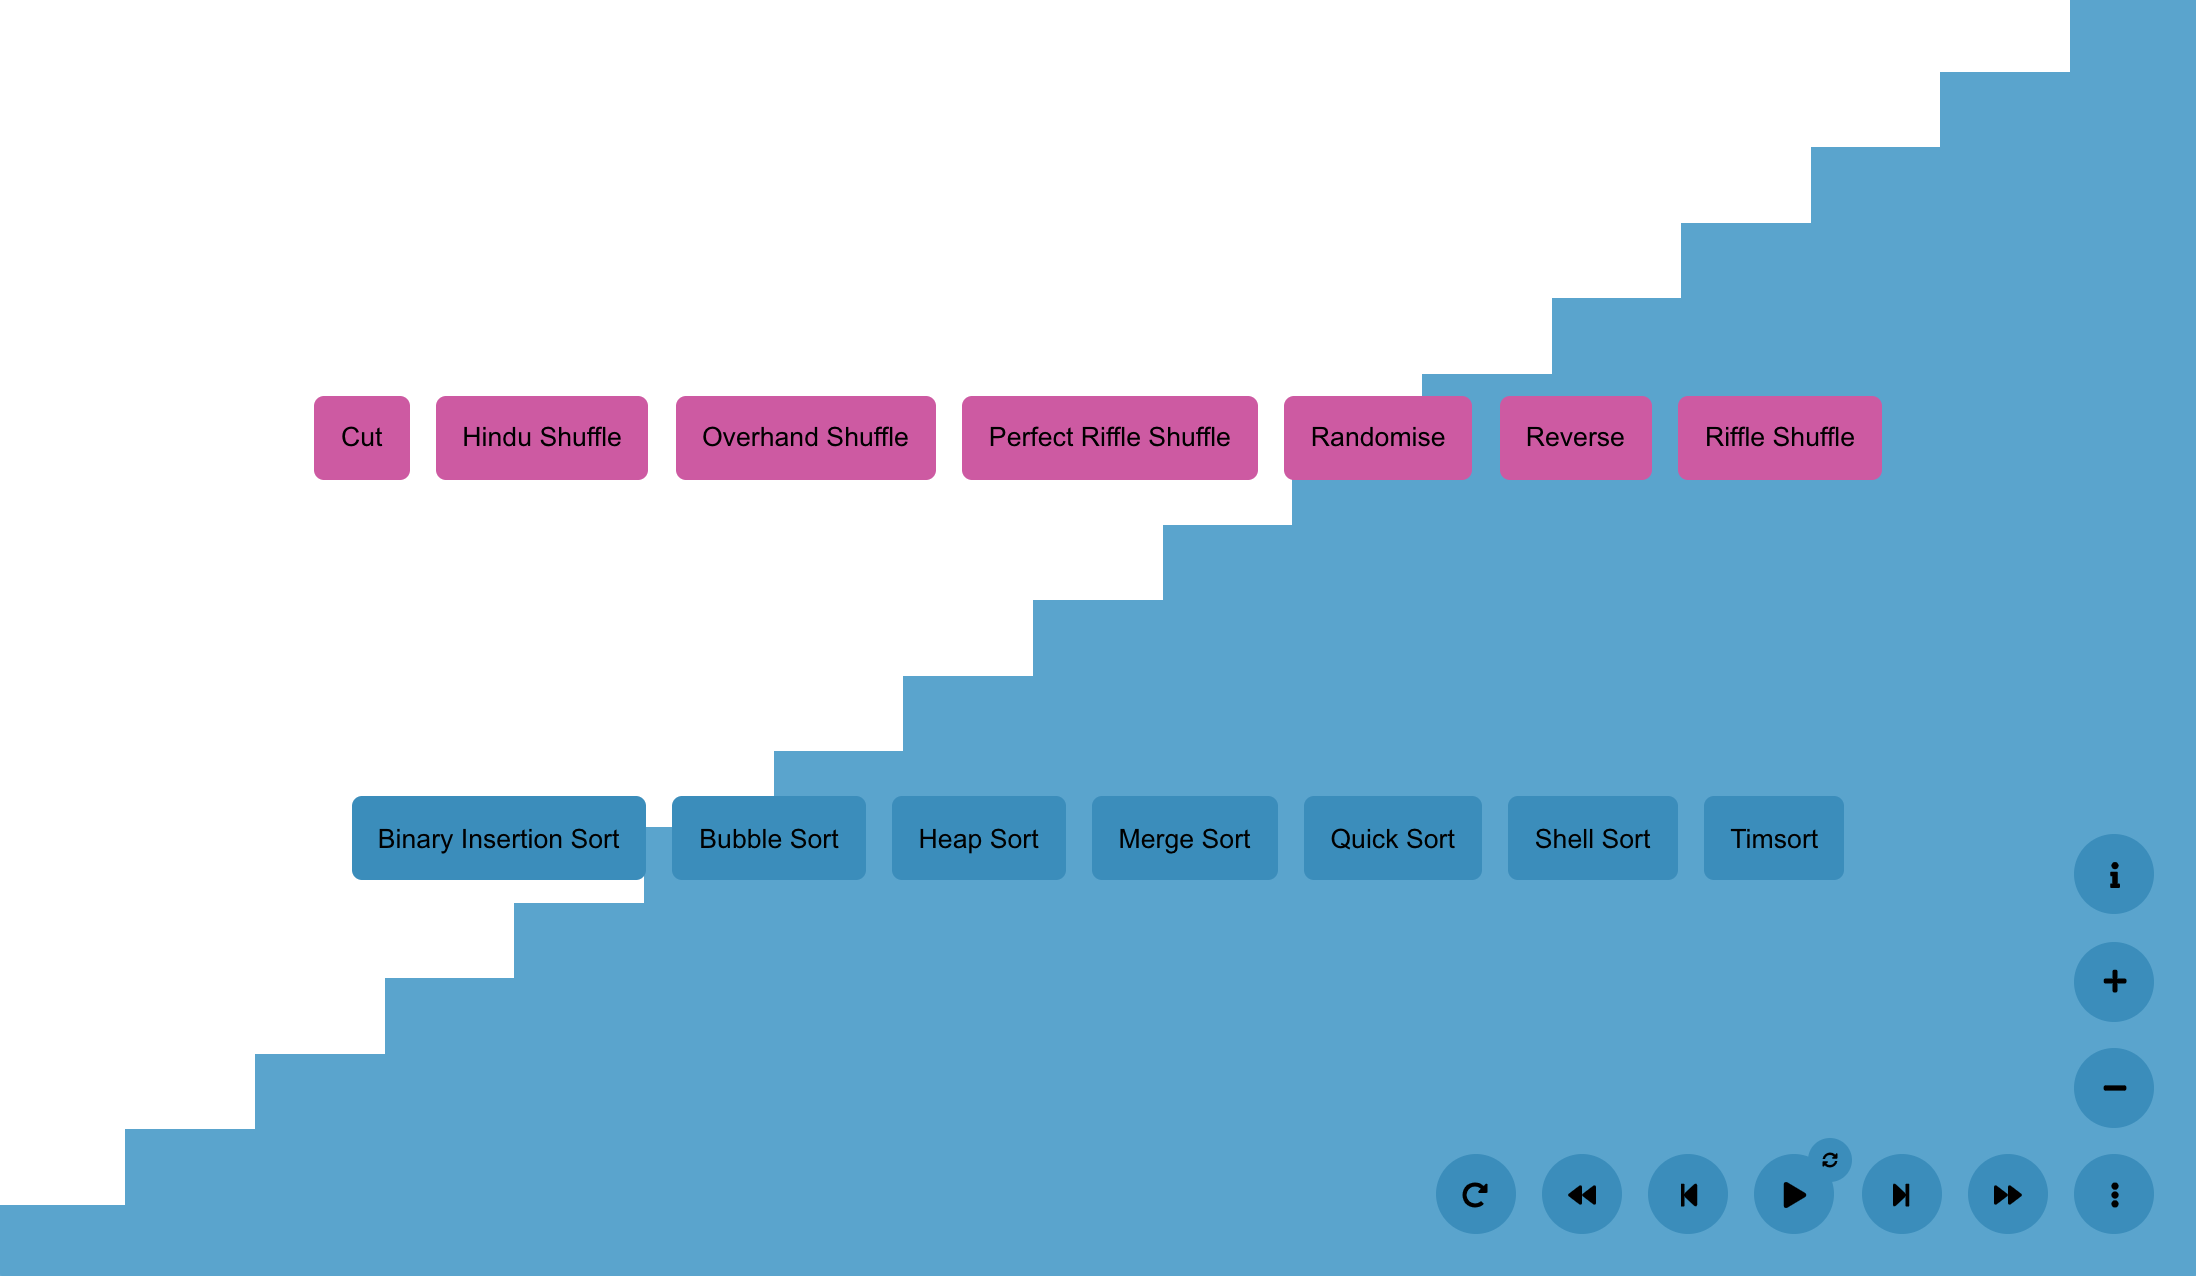 Cut Hindu Shuffle Overhand Shuffle Perfect Riffle Shuffle Randomise Reverse Riffle Shuffle
Binary Insertion Sort Bubble Sort Heap Sort Merge Sort Quick Sort Shell Sort Timsort